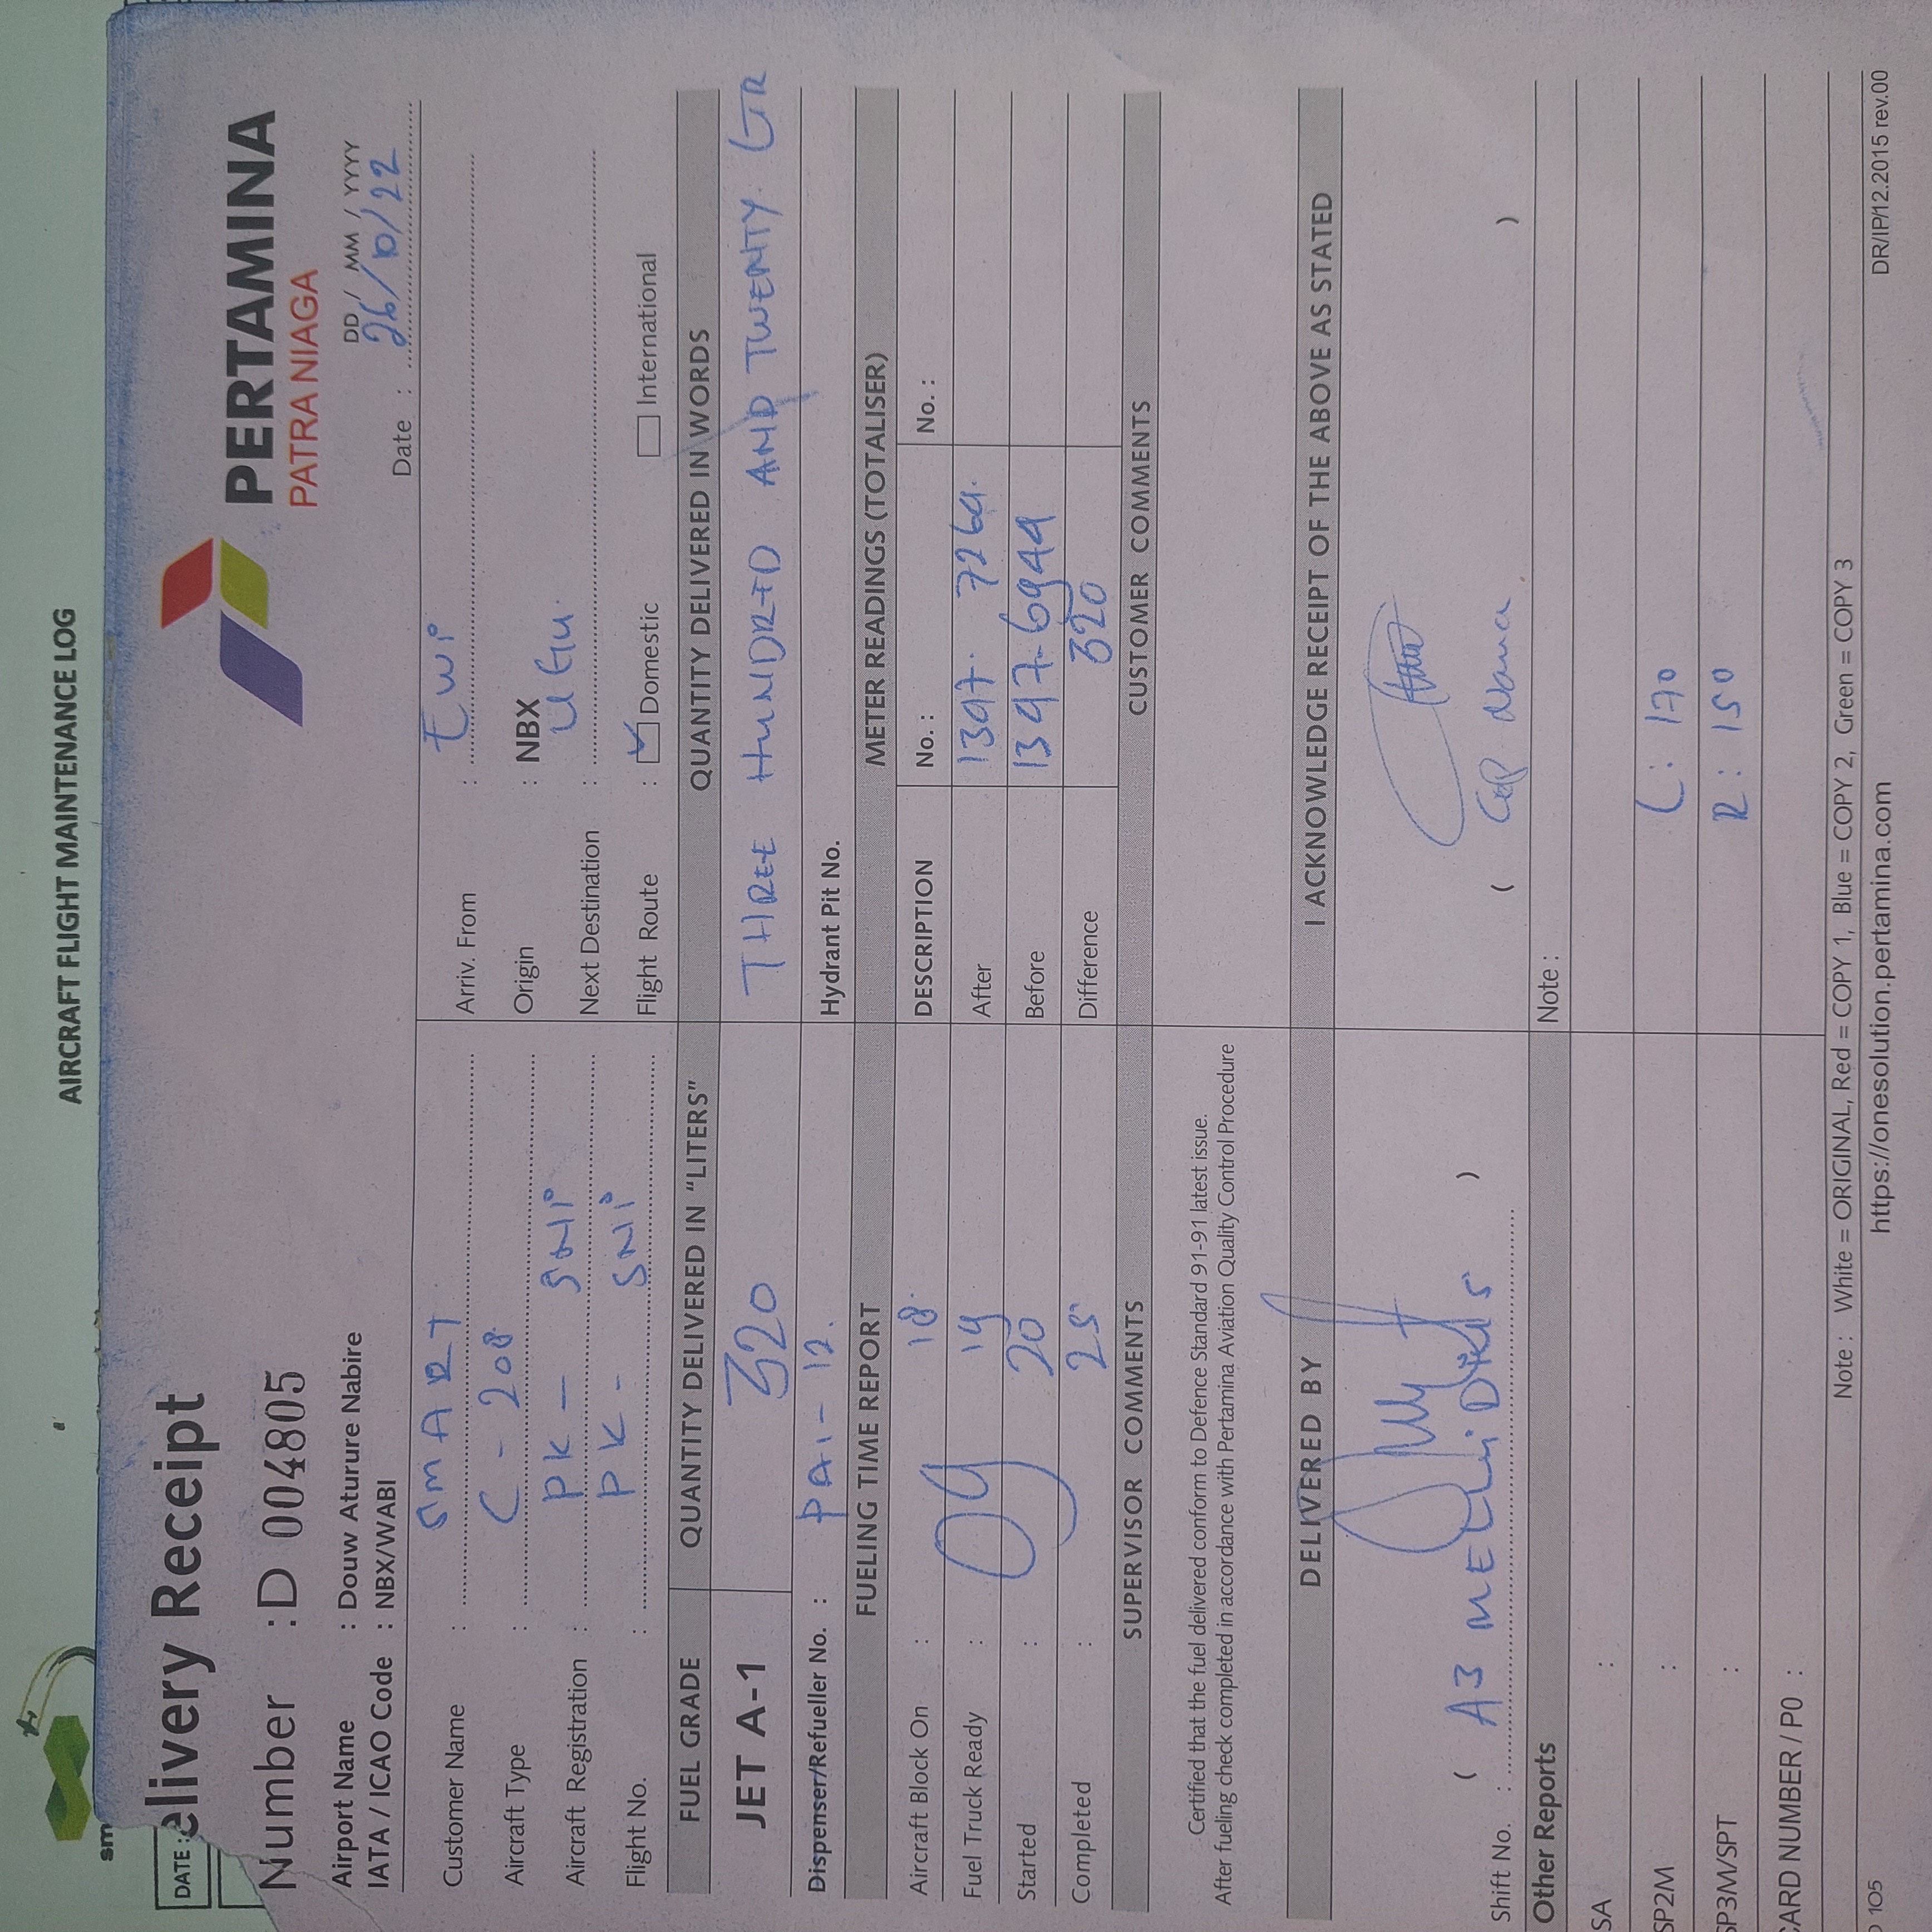 AIRCRAFT FLIGHT MAINTENANCE LOG
sm
DATE :
elivery Receipt
PERTAMINA
PATRA NIAGA
Number : D 004805
Airport Name : Douw Aturure Nabire
IATA / ICAO Code : NBX/WABI
DD / MM / YYYY
Date : 26/10/22
Customer Name : SMART
Arriv. From : EWI
Aircraft Type : C - 208
Origin : NBX
Aircraft Registration : PK - SNI
Next Destination : UGU
Flight No. : PK - SNI
Flight Route : Domestic International
FUEL GRADE QUANTITY DELIVERED IN "LITERS" QUANTITY DELIVERED IN WORDS
JET A-1 320 THREE HUNDRED AND TWENTY LTR
Dispenser/Refueller No. : PAI - 12.
Hydrant Pit No.
FUELING TIME REPORT METER READINGS (TOTALISER)
Aircraft Block On : 18
DESCRIPTION No. : No. :
Fuel Truck Ready : 19
After 1397. 7264.
Started : 20
Before 1397. 6944
Completed : 25
Difference 320
SUPERVISOR COMMENTS CUSTOMER COMMENTS
Certified that the fuel delivered conform to Defence Standard 91-91 latest issue.
After fueling check completed in accordance with Pertamina Aviation Quality Control Procedure
DELIVERED BY I ACKNOWLEDGE RECEIPT OF THE ABOVE AS STATED
Shift No. : ( A3 )
( )
Other Reports Note :
SA :
SP2M : L : 170
SP3M/SPT : R : 150
CARD NUMBER / PO :
Note : White = ORIGINAL, Red = COPY 1, Blue = COPY 2, Green = COPY 3
https://onesolution.pertamina.com
DR/IP/12.2015 rev.00
105